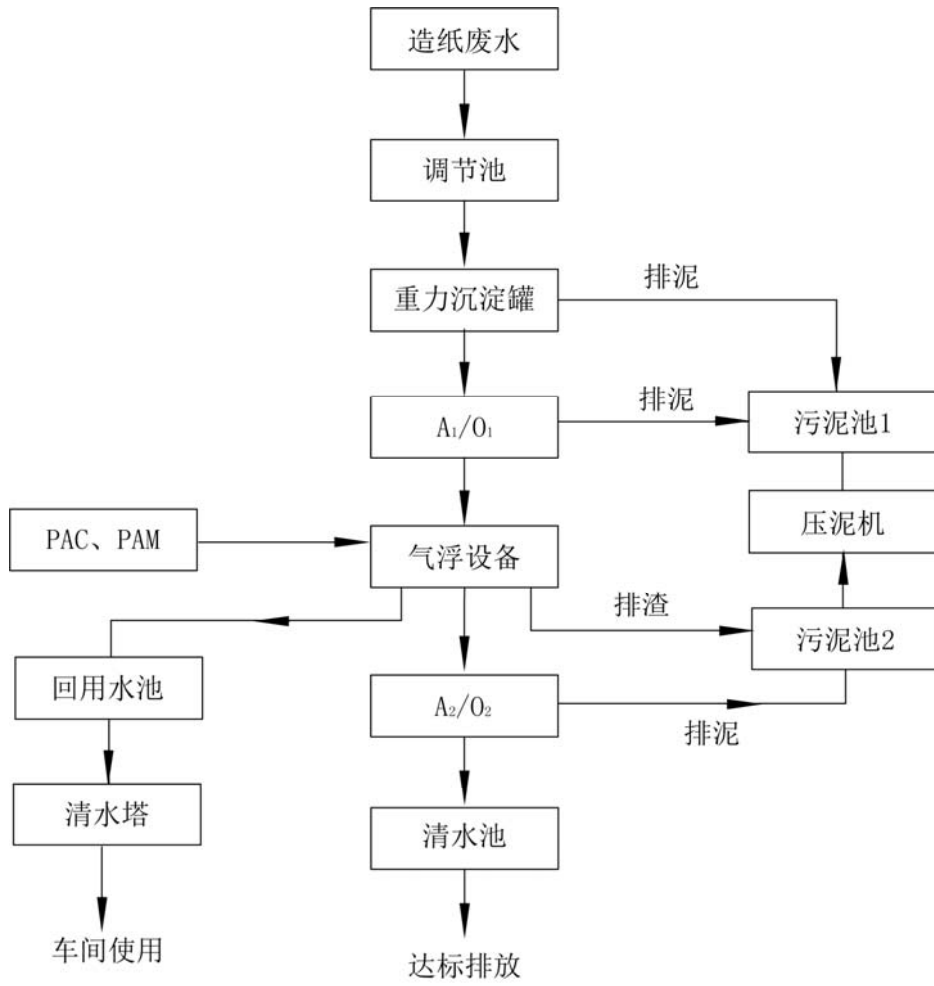 造纸废水
调节池
重力沉淀罐
排泥
A₁/O₁
排泥
污泥池1
PAC、PAM
气浮设备
压泥机
排渣
污泥池2
回用水池
A₂/O₂
排泥
清水塔
清水池
车间使用
达标排放